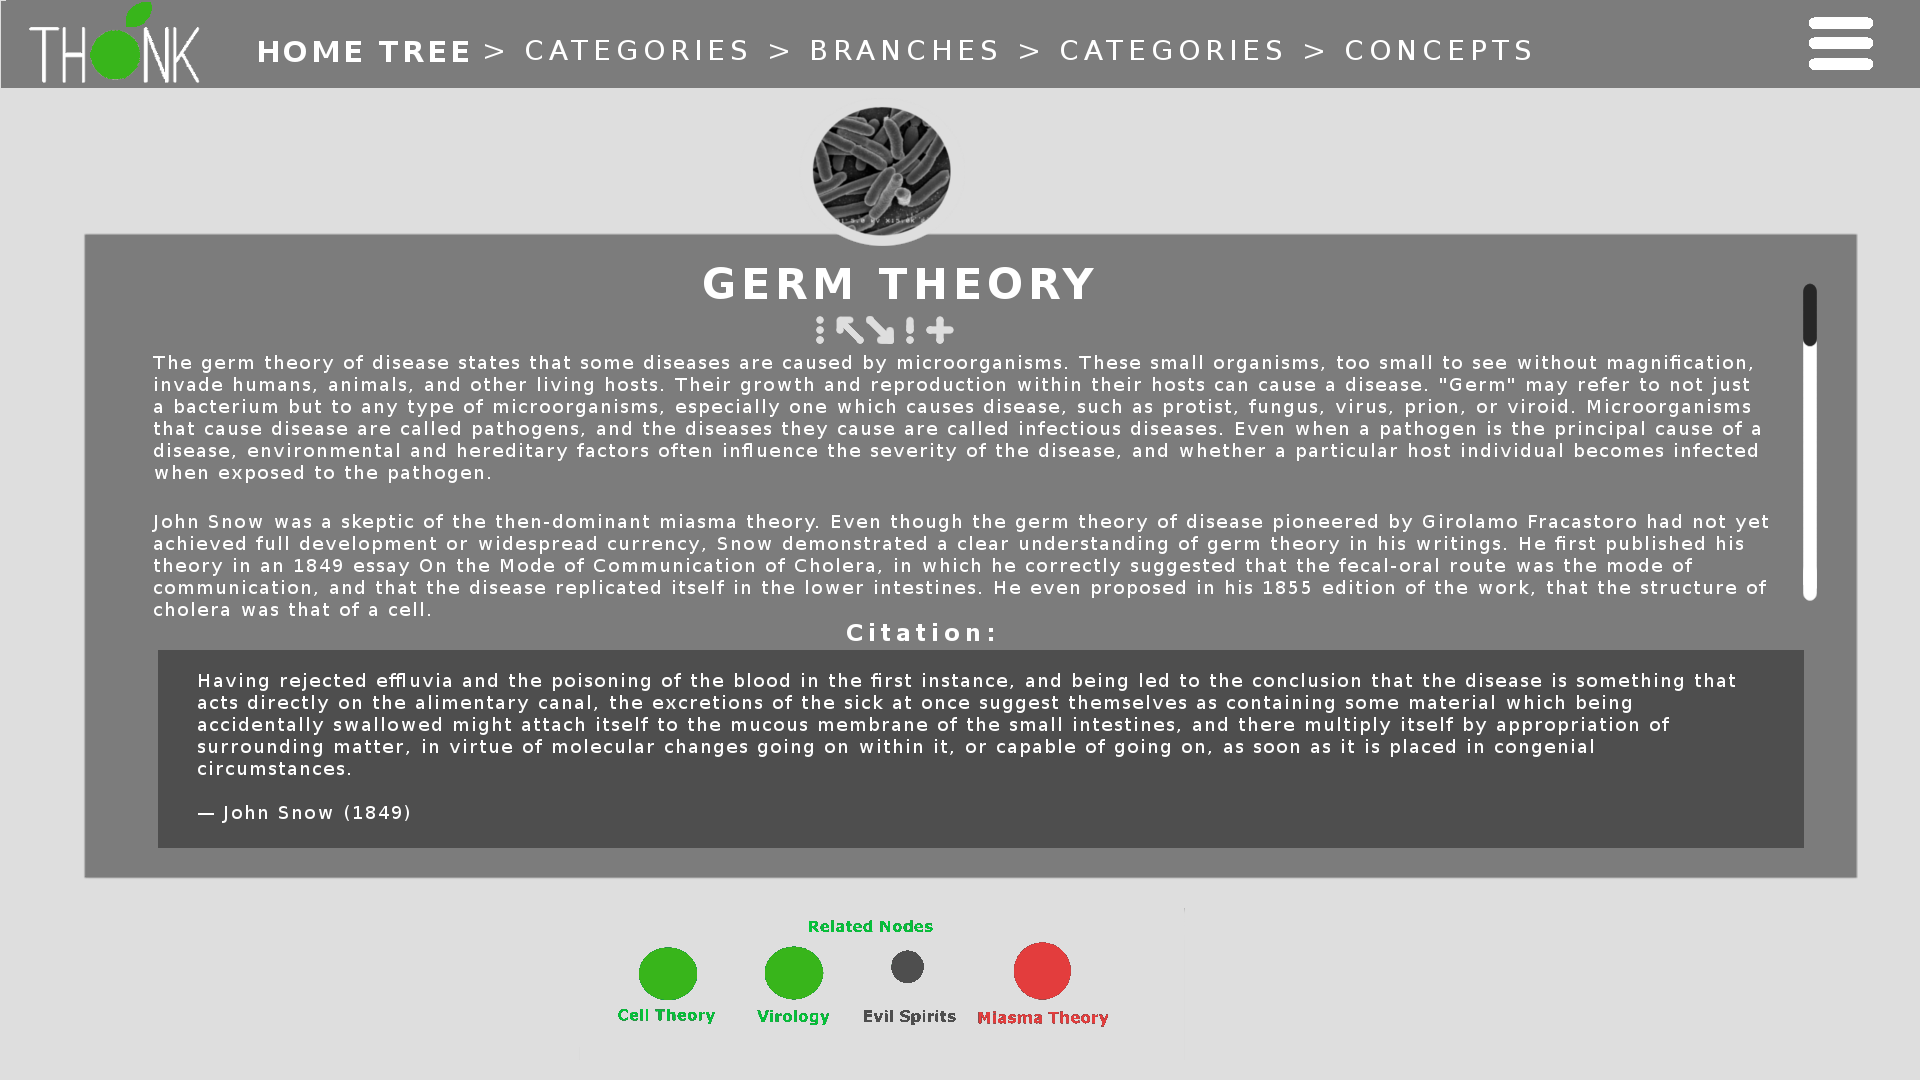 THONK
HOME TREE > CATEGORIES > BRANCHES > CATEGORIES > CONCEPTS
GERM THEORY
The germ theory of disease states that some diseases are caused by microorganisms. These small organisms, too small to see without magnification,
invade humans, animals, and other living hosts. Their growth and reproduction within their hosts can cause a disease. "Germ" may refer to not just
a bacterium but to any type of microorganisms, especially one which causes disease, such as protist, fungus, virus, prion, or viroid. Microorganisms
that cause disease are called pathogens, and the diseases they cause are called infectious diseases. Even when a pathogen is the principal cause of a
disease, environmental and hereditary factors often influence the severity of the disease, and whether a particular host individual becomes infected
when exposed to the pathogen.
John Snow was a skeptic of the then-dominant miasma theory. Even though the germ theory of disease pioneered by Girolamo Fracastoro had not yet
achieved full development or widespread currency, Snow demonstrated a clear understanding of germ theory in his writings. He first published his
theory in an 1849 essay On the Mode of Communication of Cholera, in which he correctly suggested that the fecal-oral route was the mode of
communication, and that the disease replicated itself in the lower intestines. He even proposed in his 1855 edition of the work, that the structure of
cholera was that of a cell.
Citation:
Having rejected effluvia and the poisoning of the blood in the first instance, and being led to the conclusion that the disease is something that
acts directly on the alimentary canal, the excretions of the sick at once suggest themselves as containing some material which being
accidentally swallowed might attach itself to the mucous membrane of the small intestines, and there multiply itself by appropriation of
surrounding matter, in virtue of molecular changes going on within it, or capable of going on, as soon as it is placed in congenial
circumstances.
— John Snow (1849)
Related Nodes
Cell Theory
Virology
Evil Spirits
Miasma Theory